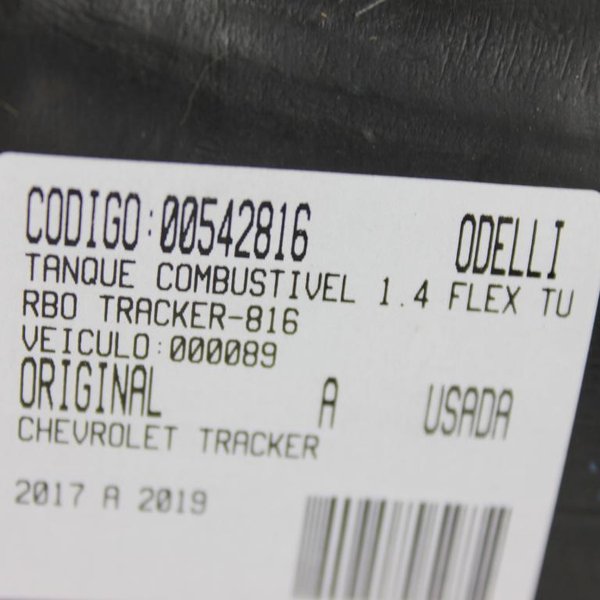 CODIGO:00542816 ODELLI
TANQUE COMBUSTIVEL 1.4 FLEX TU
RBO TRACKER-816
VEICULO:000089
ORIGINAL A USADA
CHEVROLET TRACKER
2017 A 2019